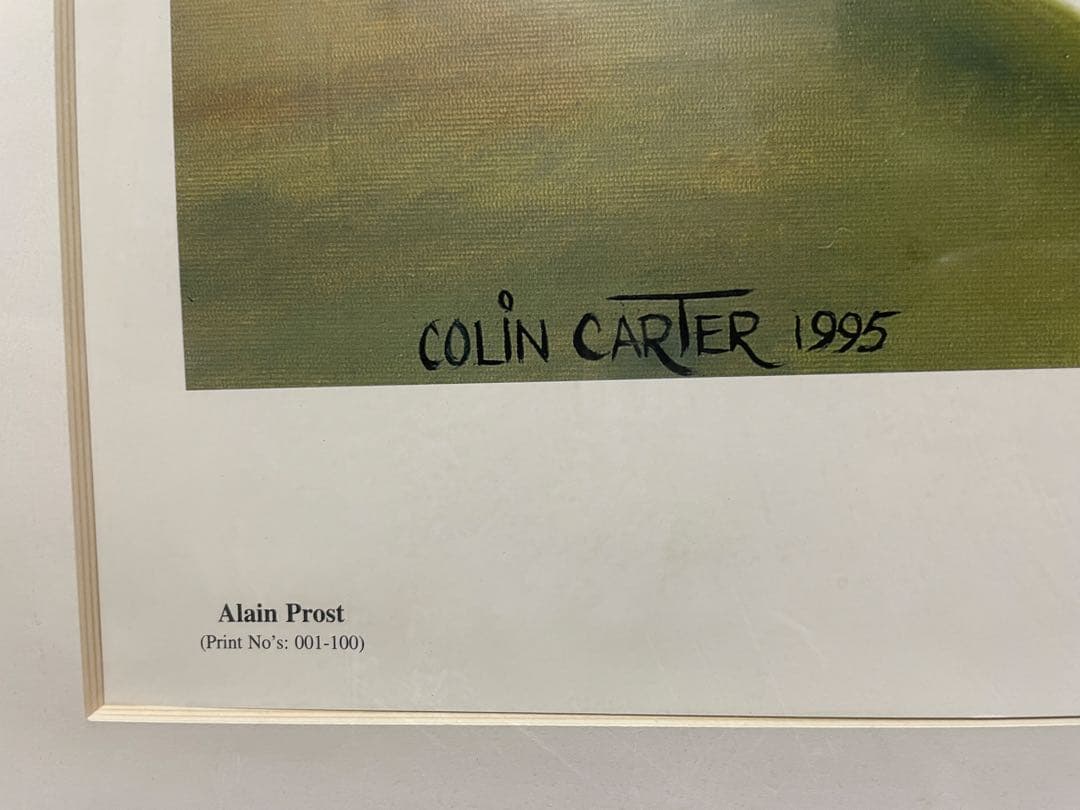 COLIN CARTER 1995
Alain Prost
(Print No's: 001-100)